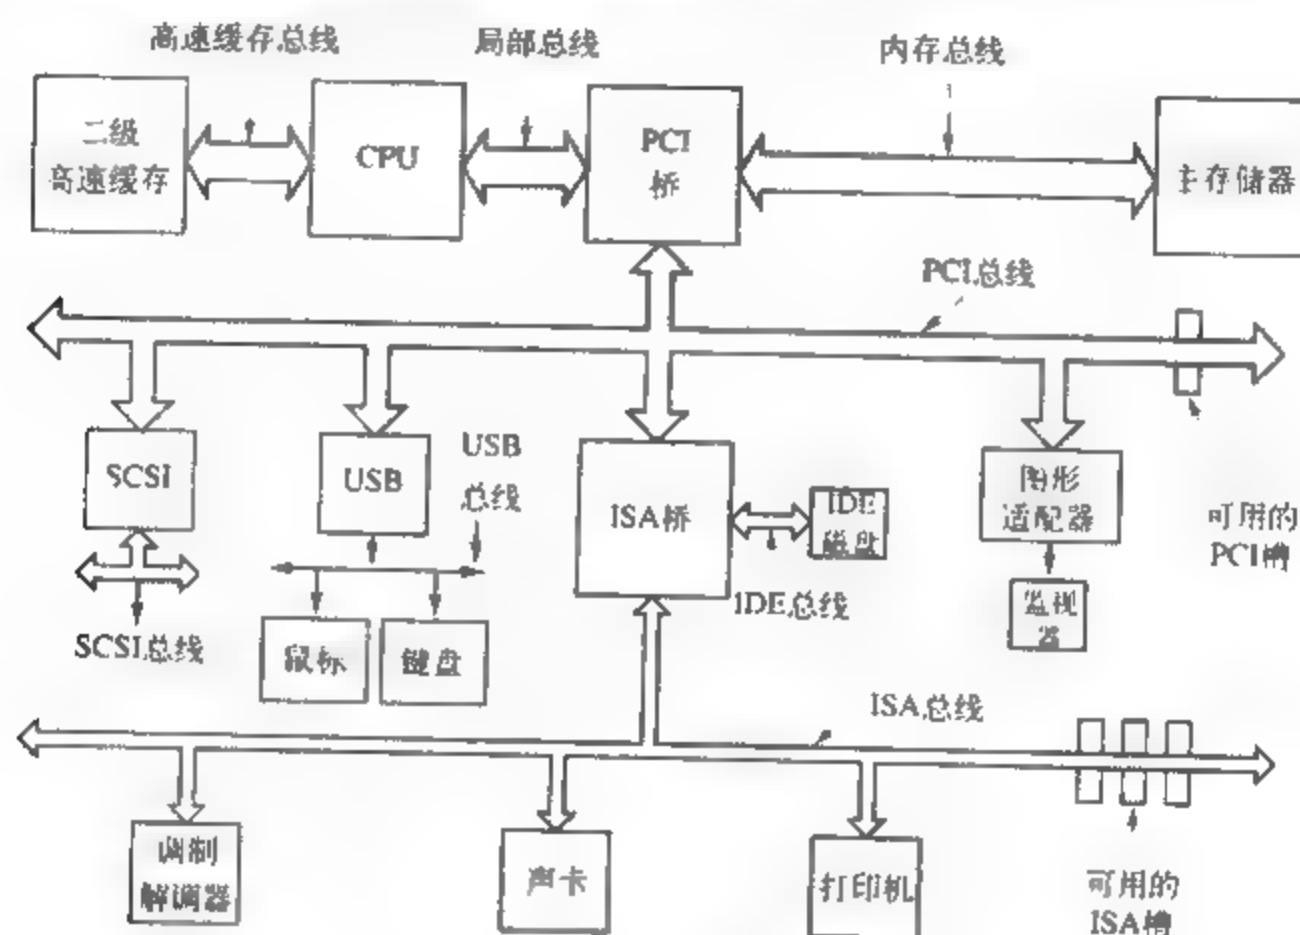 高速缓存总线
局部总线
内存总线
二级
高速缓存
CPU
PCI
桥
主存储器
PCI总线
SCSI
USB
USB
总线
ISA桥
IDE
磁盘
图形
适配器
可用的
PCI槽
IDE总线
监视
器
SCSI总线
鼠标
键盘
ISA总线
调制
解调器
声卡
打印机
可用的
ISA槽